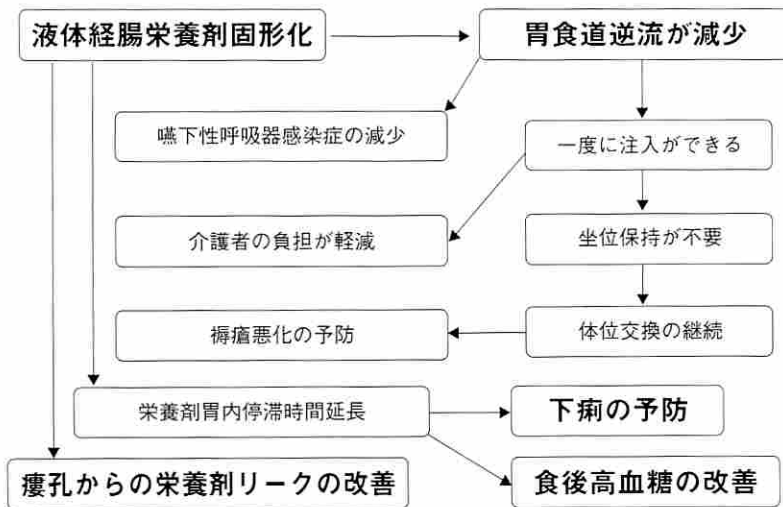 液体経腸栄養剤固形化
胃食道逆流が減少
嚥下性呼吸器感染症の減少
一度に注入ができる
介護者の負担が軽減
坐位保持が不要
褥瘡悪化の予防
体位交換の継続
栄養剤胃内停滞時間延長
下痢の予防
瘻孔からの栄養剤リークの改善
食後高血糖の改善